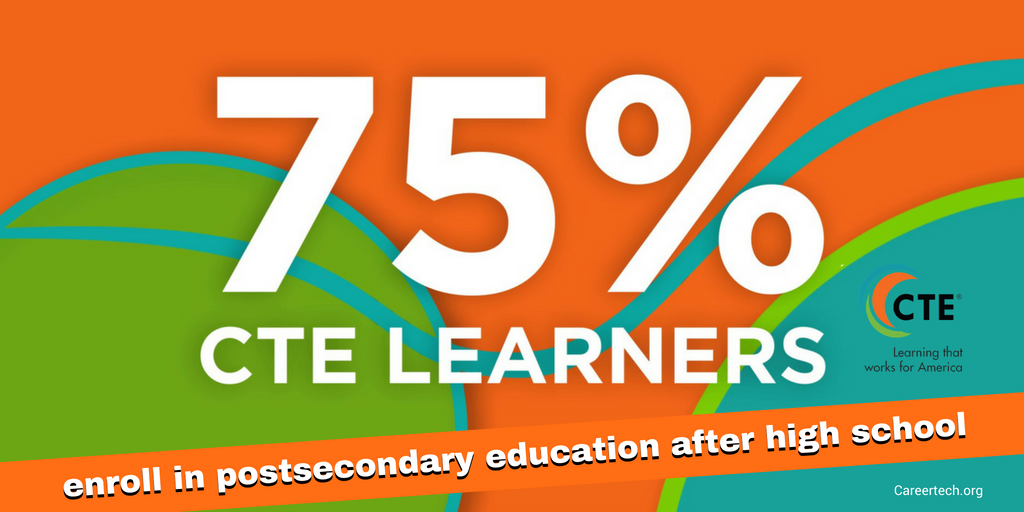 75%
CTE LEARNERS
CTE®
Learning that
works for America
enroll in postsecondary education after high school
Careertech.org